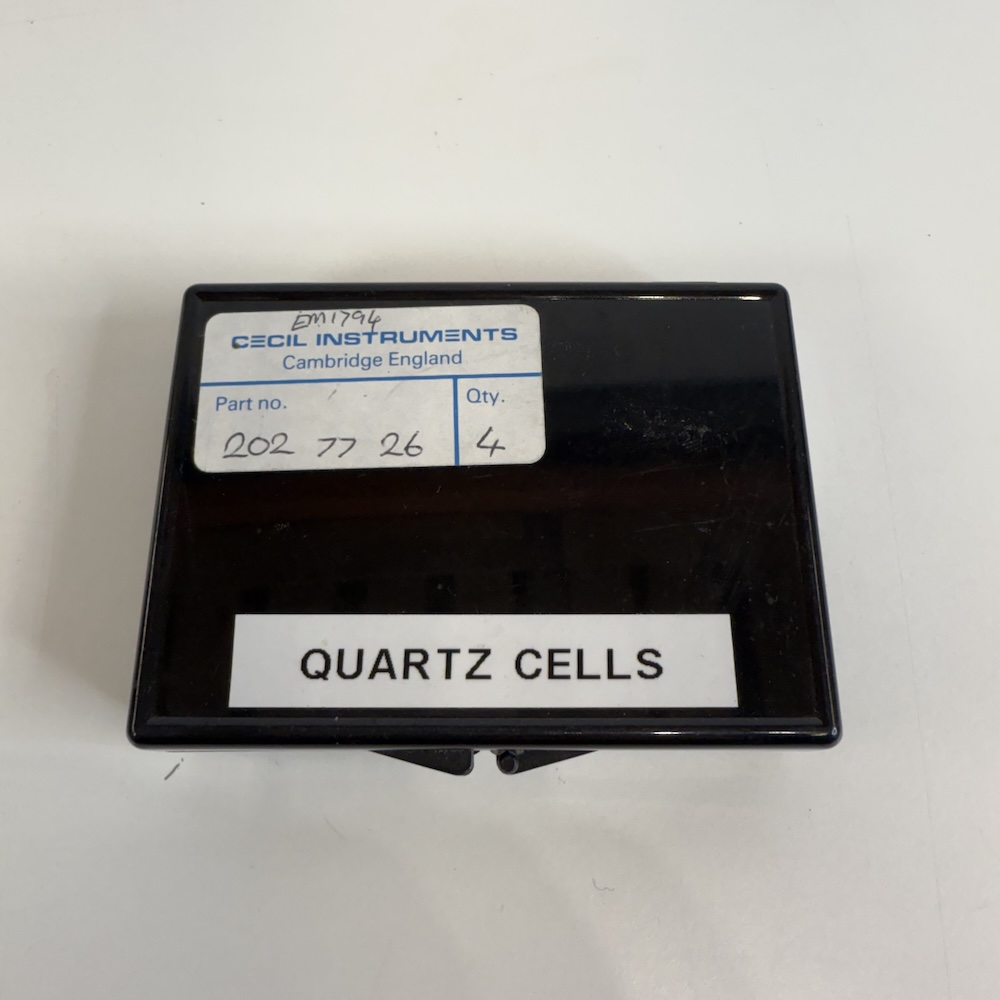 EM1794
CECIL INSTRUMENTS
Cambridge England
Part no.
Qty.
202 77 26
4
QUARTZ CELLS